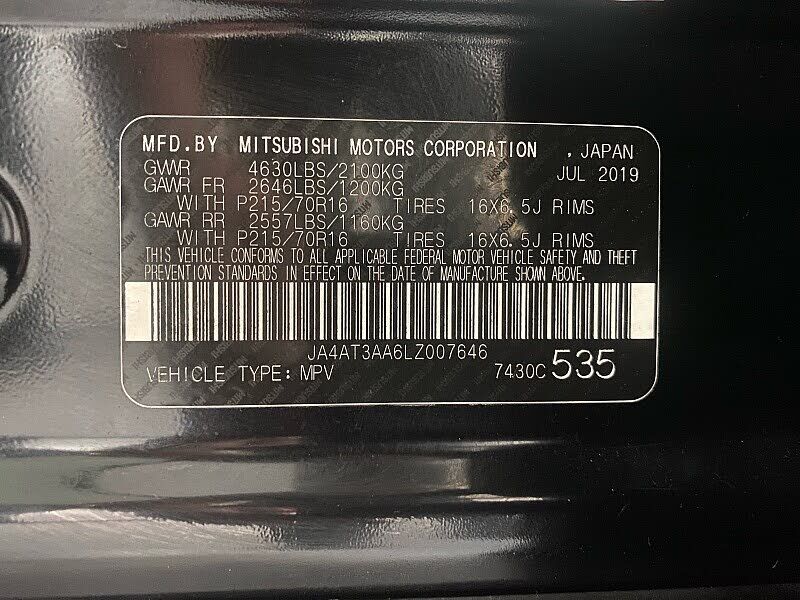 MFD.BY MITSUBISHI MOTORS CORPORATION , JAPAN
GVWR 4630LBS/2100KG JUL 2019
GAWR FR 2646LBS/1200KG
WITH P215/70R16 TIRES 16X6.5J RIMS
GAWR RR 2557LBS/1160KG
WITH P215/70R16 TIRES 16X6.5J RIMS
THIS VEHICLE CONFORMS TO ALL APPLICABLE FEDERAL MOTOR VEHICLE SAFETY AND THEFT
PREVENTION STANDARDS IN EFFECT ON THE DATE OF MANUFACTURE SHOWN ABOVE.
JA4AT3AA6LZ007646
VEHICLE TYPE: MPV 7430C 535